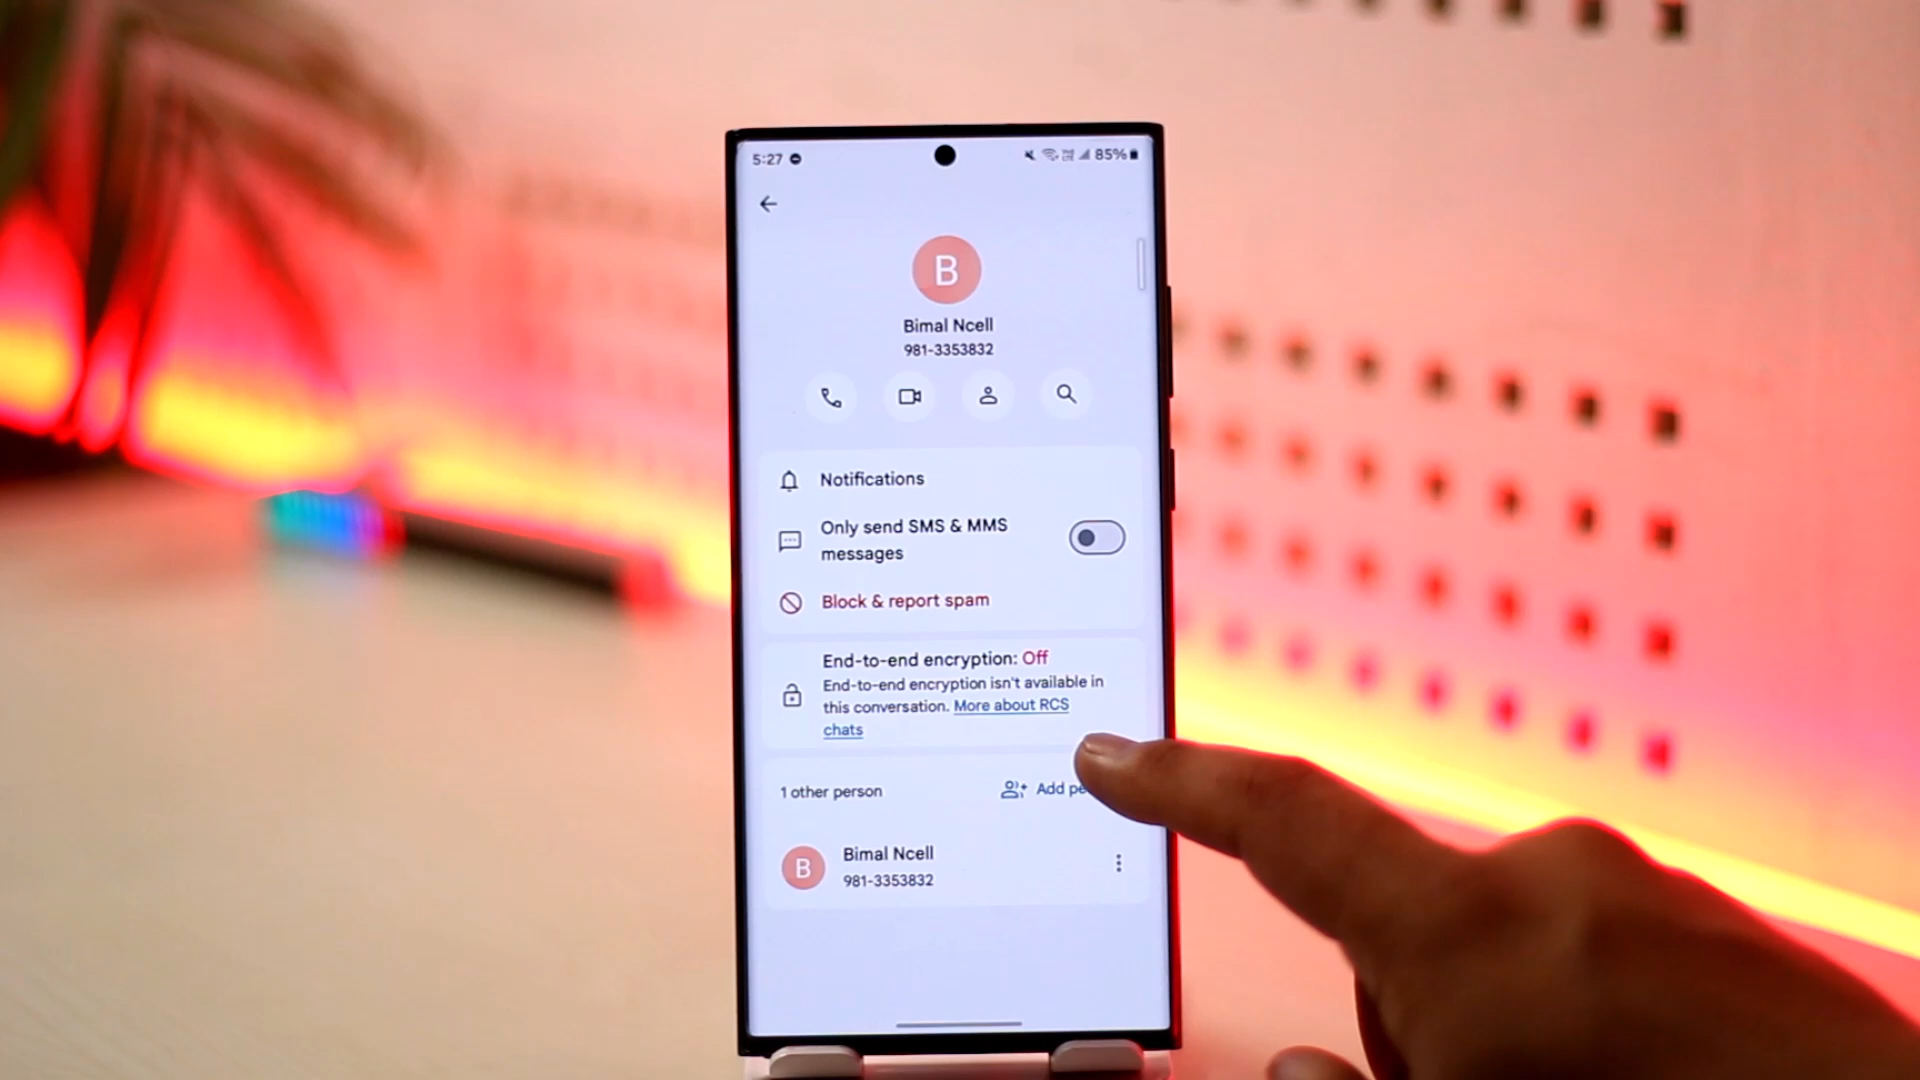 5:27
85%
B
Bimal Ncell
981-3353832
Notifications
Only send SMS & MMS
messages
Block & report spam
End-to-end encryption: Off
End-to-end encryption isn't available in
this conversation. More about RCS
chats
1 other person
Add pe
B
Bimal Ncell
981-3353832